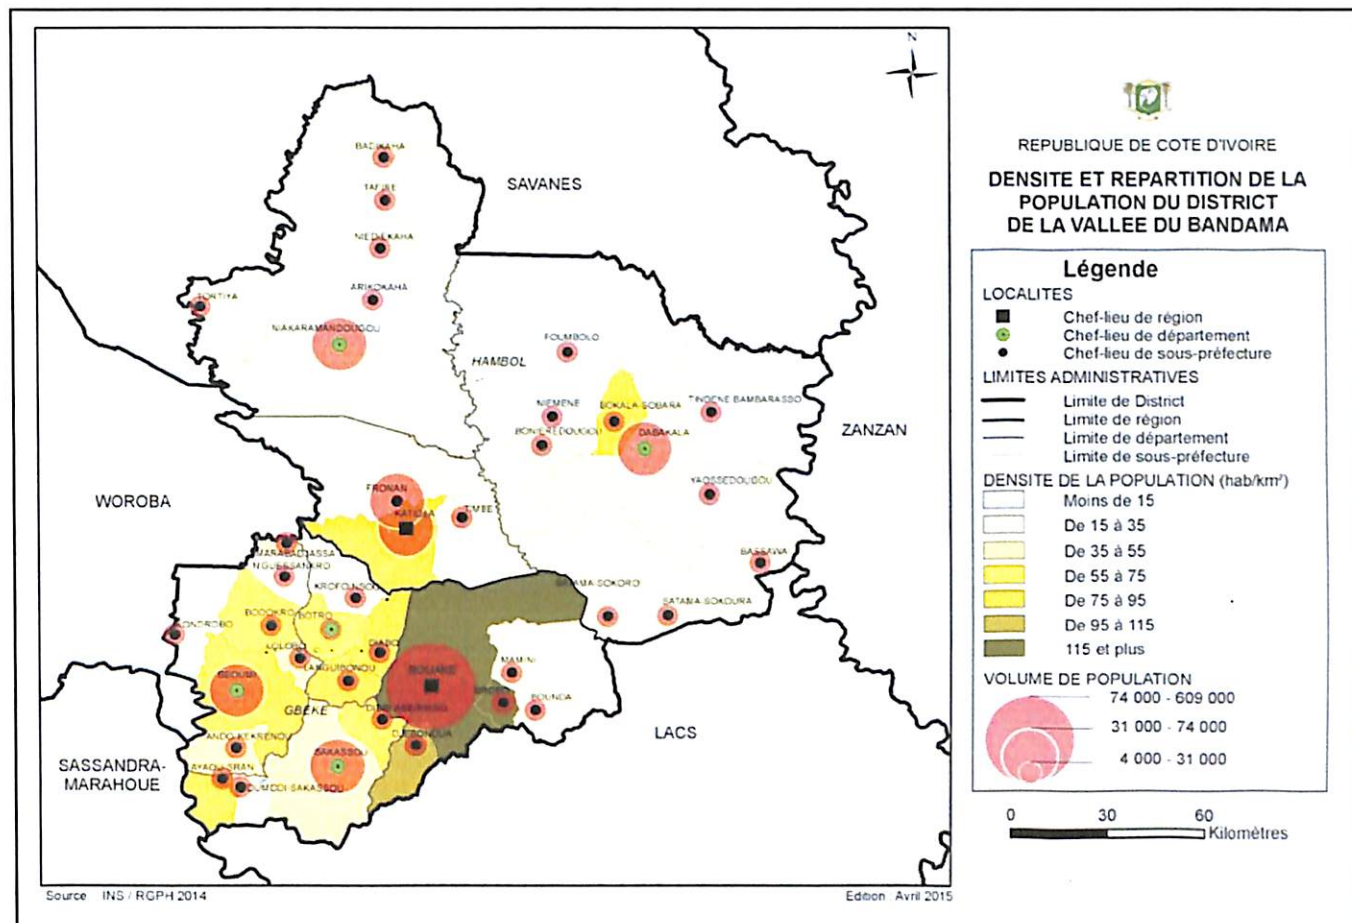 N
REPUBLIQUE DE COTE D'IVOIRE
DENSITE ET REPARTITION DE LA
POPULATION DU DISTRICT
DE LA VALLEE DU BANDAMA
Légende
LOCALITES
Chef-lieu de région
Chef-lieu de département
Chef-lieu de sous-préfecture
LIMITES ADMINISTRATIVES
Limite de District
Limite de région
Limite de département
Limite de sous-préfecture
DENSITE DE LA POPULATION (hab/km²)
Moins de 15
De 15 à 35
De 35 à 55
De 55 à 75
De 75 à 95
De 95 à 115
115 et plus
VOLUME DE POPULATION
74 000 - 609 000
31 000 - 74 000
4 000 - 31 000
0 30 60
Kilomètres
BADIKAHA
SAVANES
TAFIRE
NIEDIEKAHA
ARIKOKAHA
TORTIYA
NIAKARAMANDOUGOU
FOUMBOLO
HAMBOL
NIEMENE
BOKALA-SOBARA
TINDENE BAMBARASSO
BONIEREDOUGOU
DABAKALA
ZANZAN
FRONAN
YAOSSEDOUGOU
WOROBA
KATIOLA
TIMBE
MARABADIASSA
BASSAWA
N'GUESSANKRO
KROFOINSOU
SATAMA-SOKORO
SATAMA-SOKOURA
BODOKRO
BOTRO
KONDROBO
LOLOBO
DIABO
LANGUIBONOU
MAMINI
BOUAKE
BEOUMI
BROBO
BOUNDA
GBEKE
LACS
ANDO-KEKRENOU
DJEBONOUA
SAKASSOU
SASSANDRA-
MARAHOUE
AYAOU-SRAN
Source INS / RGPH 2014
Edition : Avril 2015